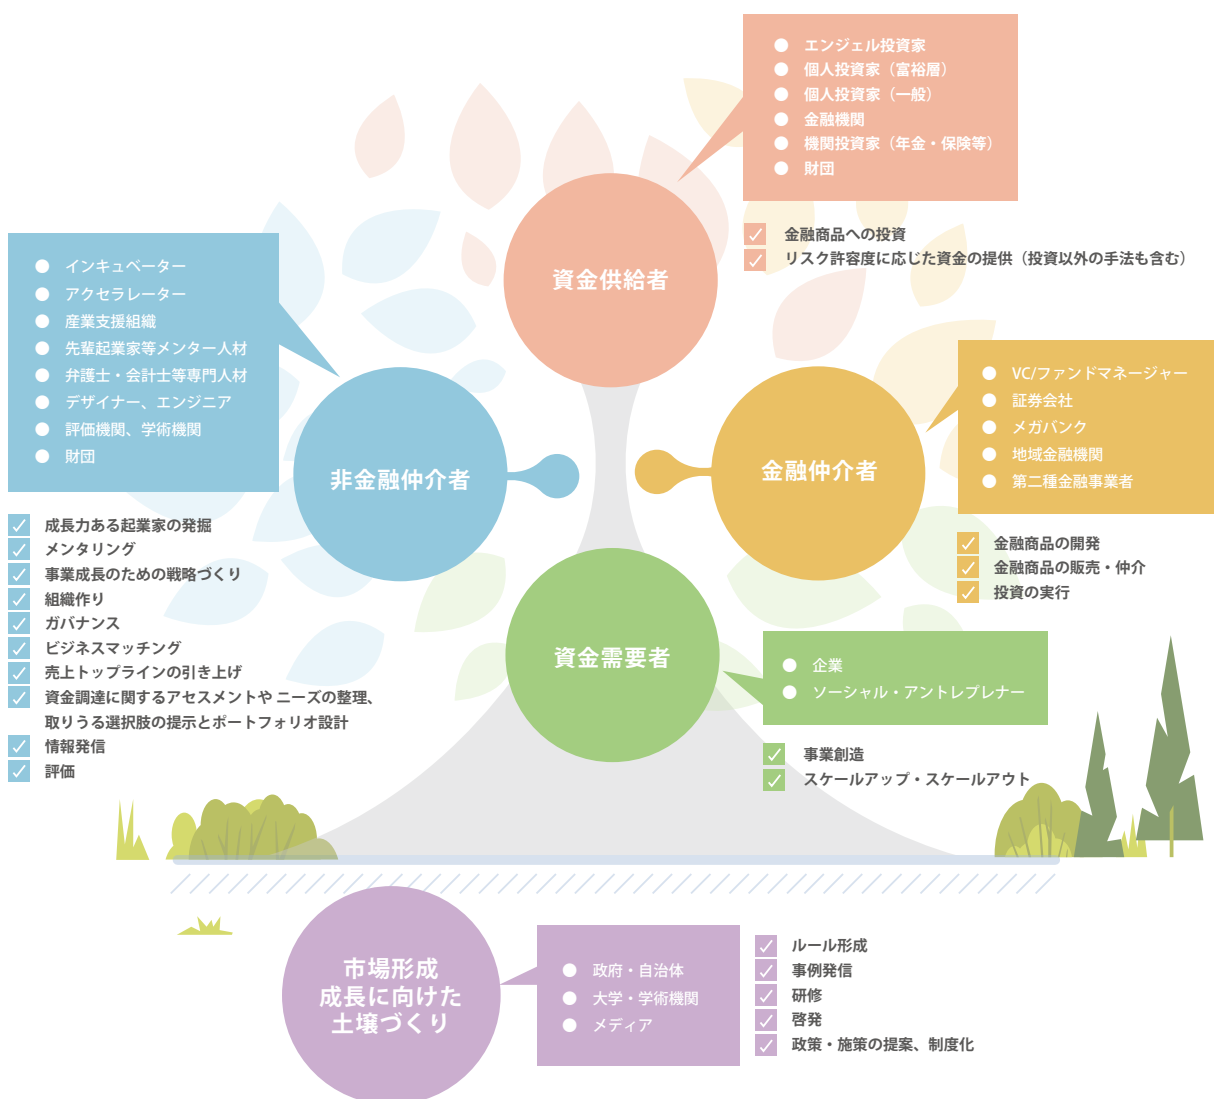 エンジェル投資家
個人投資家（富裕層）
個人投資家（一般）
金融機関
機関投資家（年金・保険等）
財団
資金供給者
金融商品への投資
リスク許容度に応じた資金の提供（投資以外の手法も含む）
インキュベーター
アクセラレーター
産業支援組織
先輩起業家等メンター人材
弁護士・会計士等専門人材
デザイナー、エンジニア
評価機関、学術機関
財団
非金融仲介者
成長力ある起業家の発掘
メンタリング
事業成長のための戦略づくり
組織作り
ガバナンス
ビジネスマッチング
売上トップラインの引き上げ
資金調達に関するアセスメントや ニーズの整理、
取りうる選択肢の提示とポートフォリオ設計
情報発信
評価
金融仲介者
VC/ファンドマネージャー
証券会社
メガバンク
地域金融機関
第二種金融事業者
金融商品の開発
金融商品の販売・仲介
投資の実行
資金需要者
企業
ソーシャル・アントレプレナー
事業創造
スケールアップ・スケールアウト
市場形成
成長に向けた
土壌づくり
政府・自治体
大学・学術機関
メディア
ルール形成
事例発信
研修
啓発
政策・施策の提案、制度化